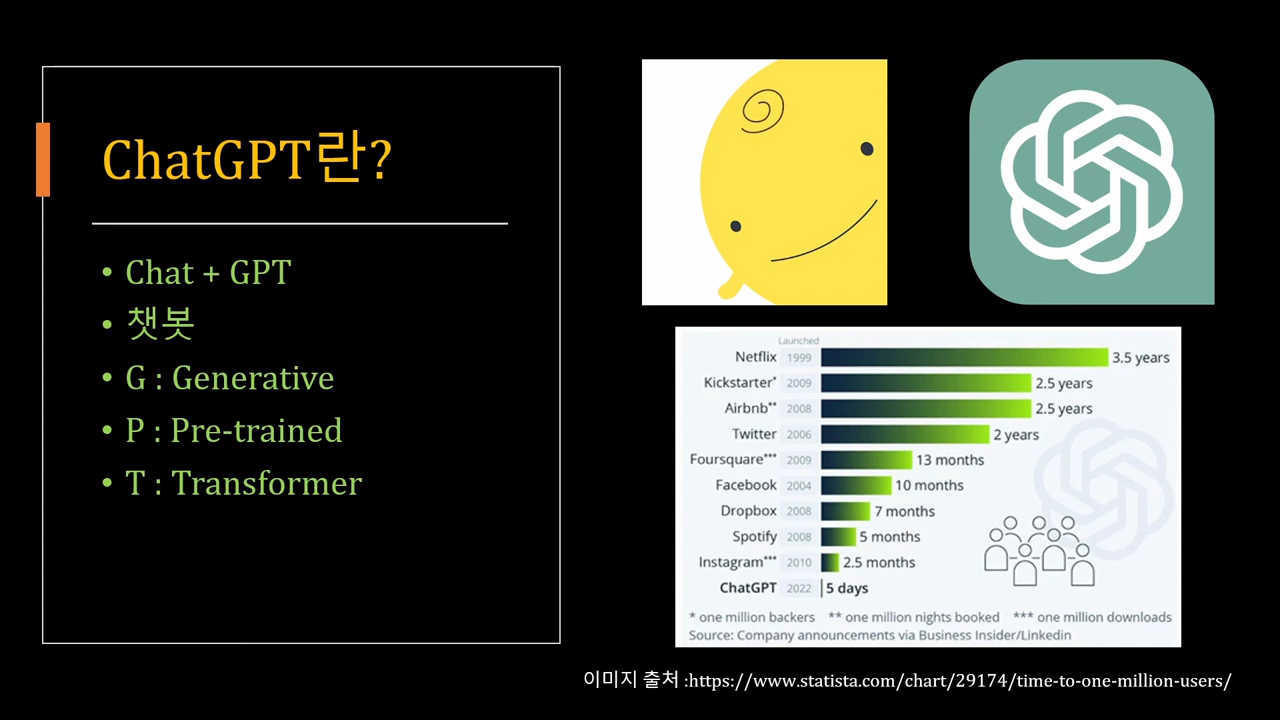 ChatGPT란?
• Chat + GPT
• 챗봇
• G : Generative
• P : Pre-trained
• T : Transformer
Launched
Netflix 1999 3.5 years
Kickstarter* 2009 2.5 years
Airbnb** 2008 2.5 years
Twitter 2006 2 years
Foursquare*** 2009 13 months
Facebook 2004 10 months
Dropbox 2008 7 months
Spotify 2008 5 months
Instagram*** 2010 2.5 months
ChatGPT 2022 5 days
* one million backers ** one million nights booked *** one million downloads
Source: Company announcements via Business Insider/Linkedin
이미지 출처 :https://www.statista.com/chart/29174/time-to-one-million-users/